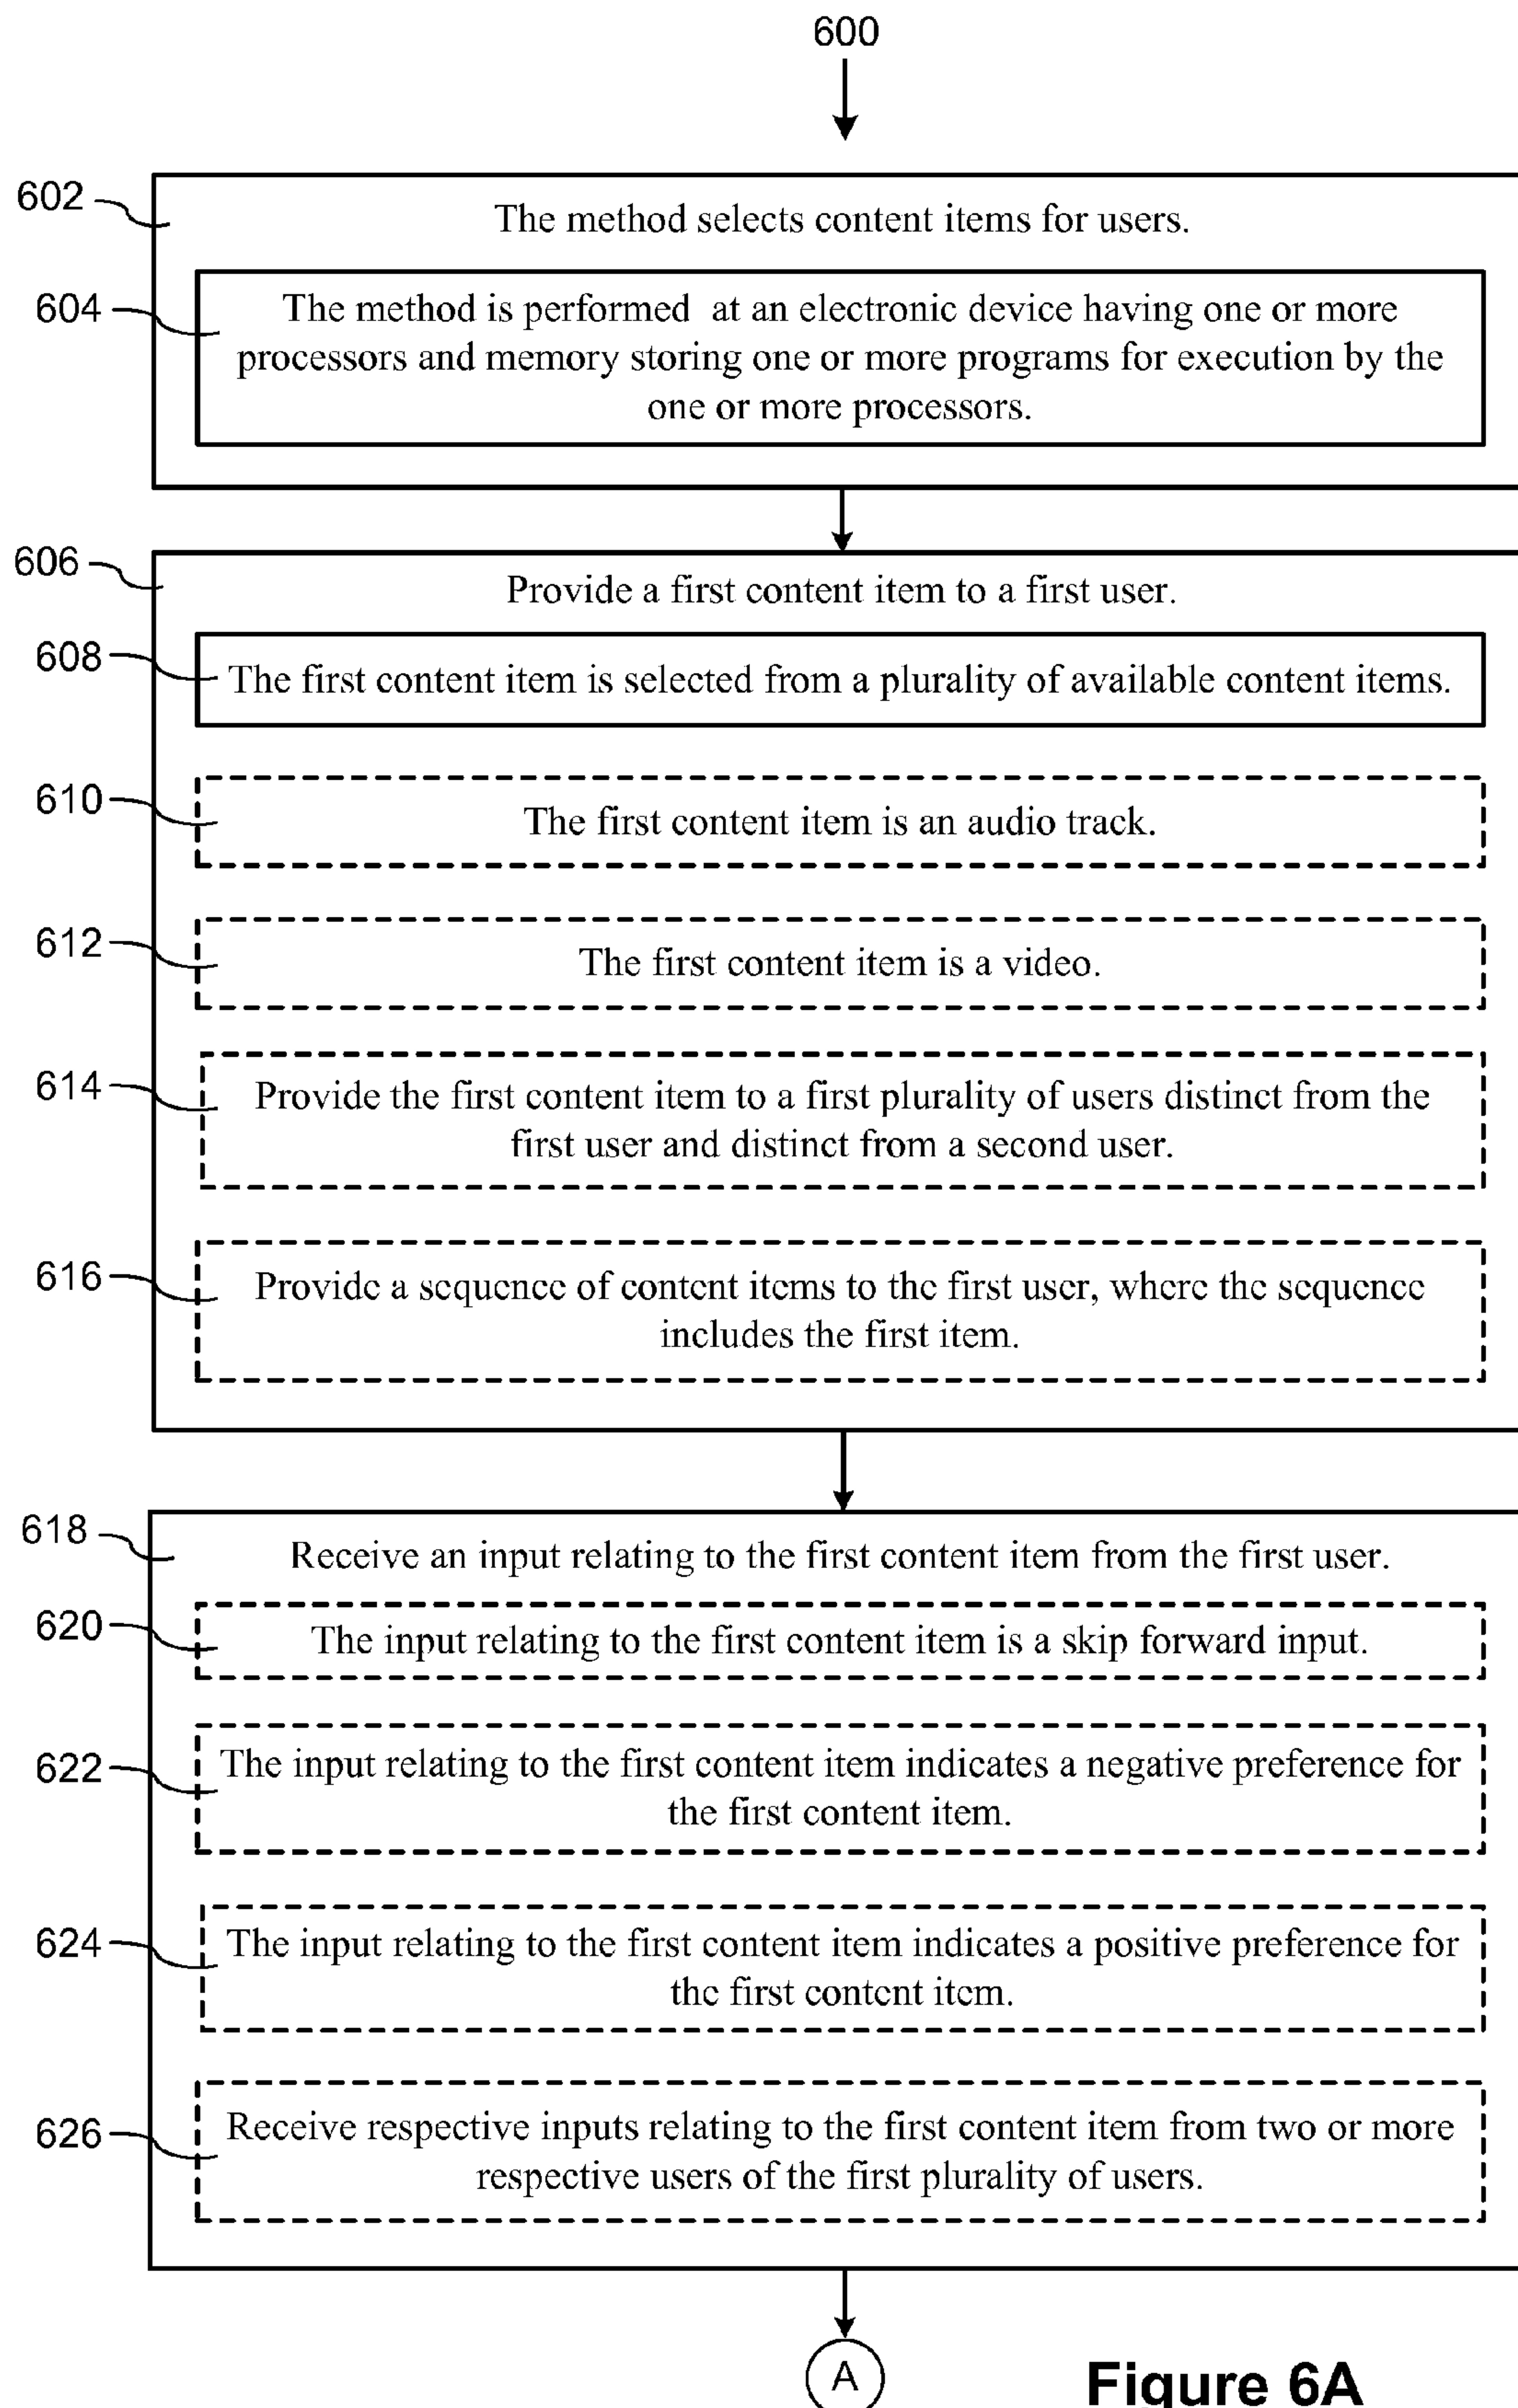 600
602
The method selects content items for users.
604
The method is performed at an electronic device having one or more
processors and memory storing one or more programs for execution by the
one or more processors.
606
Provide a first content item to a first user.
608
The first content item is selected from a plurality of available content items.
610
The first content item is an audio track.
612
The first content item is a video.
614
Provide the first content item to a first plurality of users distinct from the
first user and distinct from a second user.
616
Provide a sequence of content items to the first user, where the sequence
includes the first item.
618
Receive an input relating to the first content item from the first user.
620
The input relating to the first content item is a skip forward input.
622
The input relating to the first content item indicates a negative preference for
the first content item.
624
The input relating to the first content item indicates a positive preference for
the first content item.
626
Receive respective inputs relating to the first content item from two or more
respective users of the first plurality of users.
A
Figure 6A